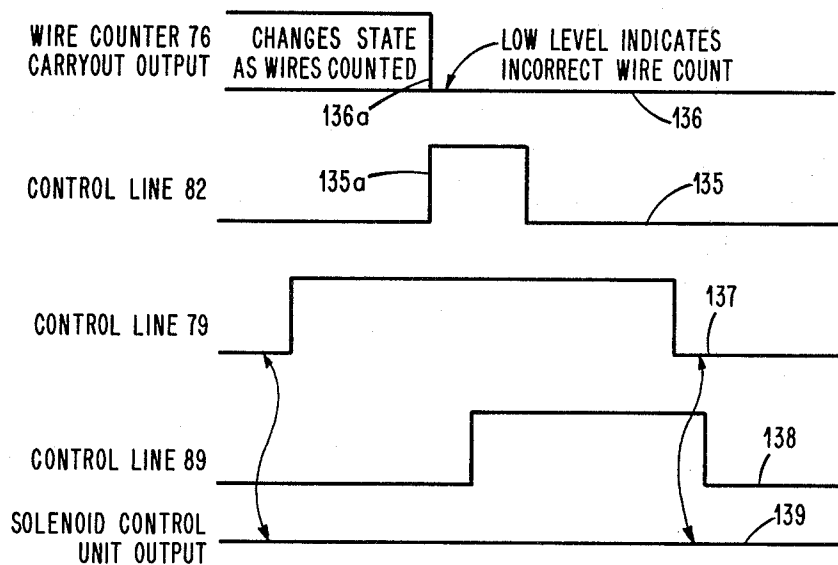 WIRE COUNTER 76
CARRYOUT OUTPUT
CHANGES STATE
AS WIRES COUNTED
LOW LEVEL INDICATES
INCORRECT WIRE COUNT
136a
136
CONTROL LINE 82
135a
135
CONTROL LINE 79
137
CONTROL LINE 89
138
SOLENOID CONTROL
UNIT OUTPUT
139